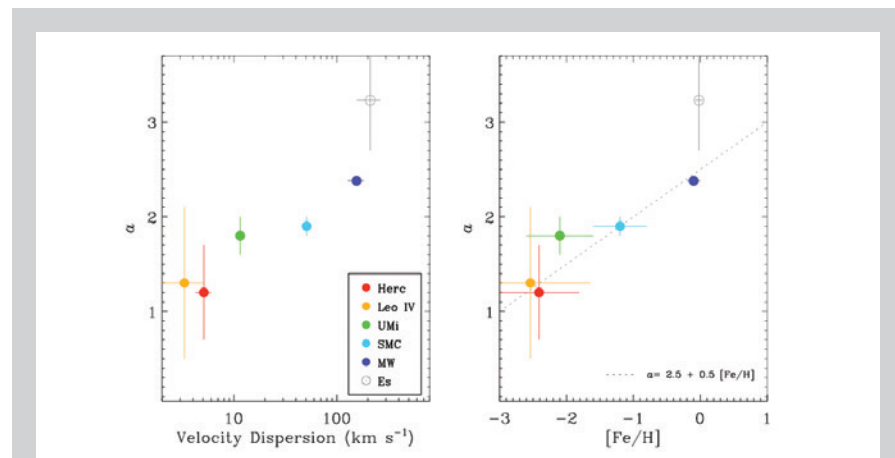 α
3
2
1
10
100
Velocity Dispersion (km s⁻¹)
Herc
Leo IV
UMi
SMC
MW
Es
α
3
2
1
α= 2.5 + 0.5 [Fe/H]
−3
−2
−1
0
1
[Fe/H]